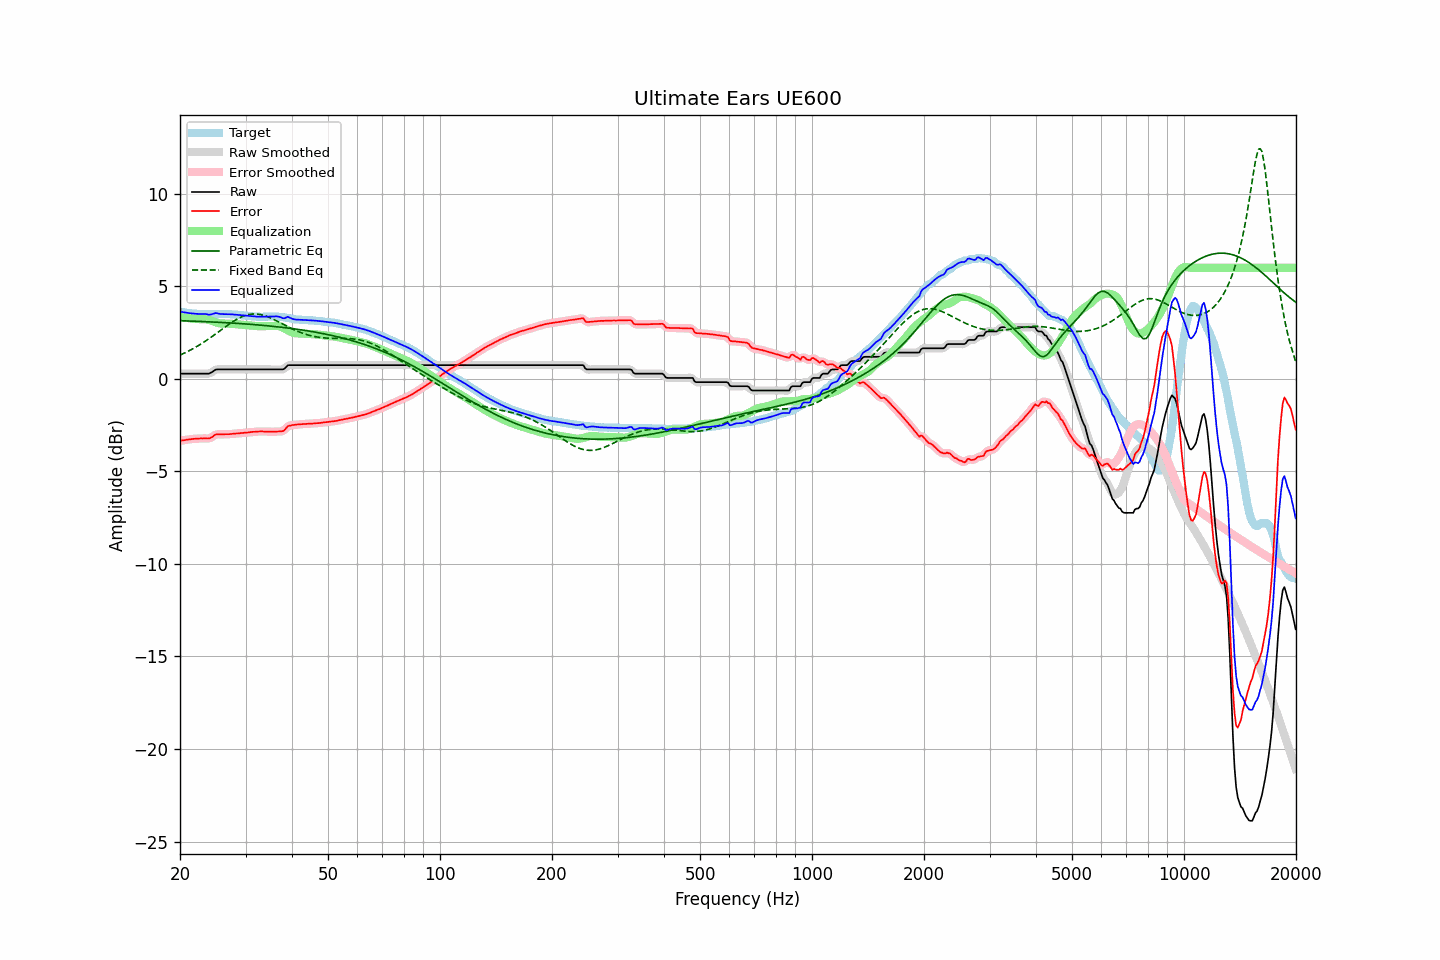 Ultimate Ears UE600
Target
Raw Smoothed
Error Smoothed
Raw
Error
Equalization
Parametric Eq
Fixed Band Eq
Equalized
Amplitude (dBr)
10
5
0
−5
−10
−15
−20
−25
20
50
100
200
500
1000
2000
5000
10000
20000
Frequency (Hz)